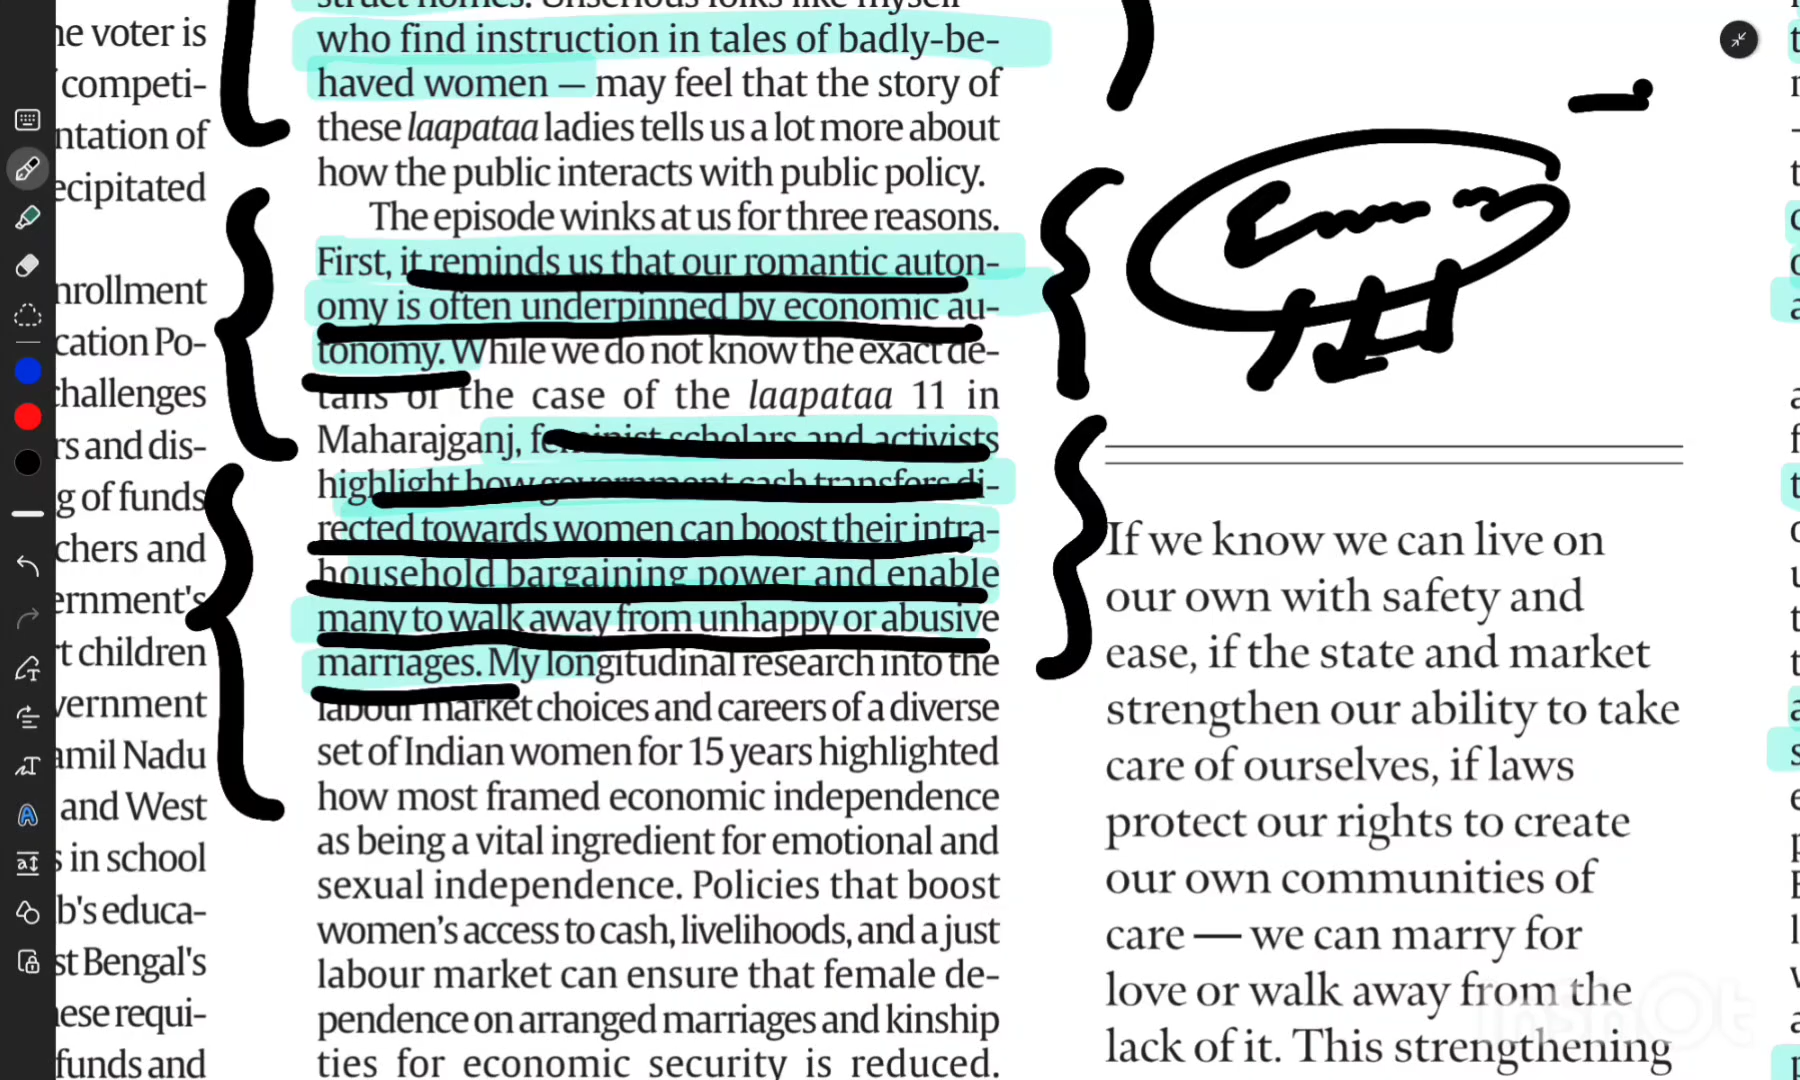 ne voter is
competi-
ntation of
ecipitated
nrollment
cation Po-
challenges
rs and dis-
g of funds
chers and
ernment's
rt children
vernment
amil Nadu
and West
s in school
b's educa-
st Bengal's
nese requi-
funds and
struct homes. Unserious folks like myself
who find instruction in tales of badly-be-
haved women — may feel that the story of
these laapataa ladies tells us a lot more about
how the public interacts with public policy.
The episode winks at us for three reasons.
First, it reminds us that our romantic auton-
omy is often underpinned by economic au-
tonomy. While we do not know the exact de-
tails of the case of the laapataa 11 in
Maharajganj, feminist scholars and activists
highlight how government cash transfers di-
rected towards women can boost their intra-
household bargaining power and enable
many to walk away from unhappy or abusive
marriages. My longitudinal research into the
labour market choices and careers of a diverse
set of Indian women for 15 years highlighted
how most framed economic independence
as being a vital ingredient for emotional and
sexual independence. Policies that boost
women's access to cash, livelihoods, and a just
labour market can ensure that female de-
pendence on arranged marriages and kinship
ties for economic security is reduced.
If we know we can live on
our own with safety and
ease, if the state and market
strengthen our ability to take
care of ourselves, if laws
protect our rights to create
our own communities of
care — we can marry for
love or walk away from the
lack of it. This strengthening
InShOt